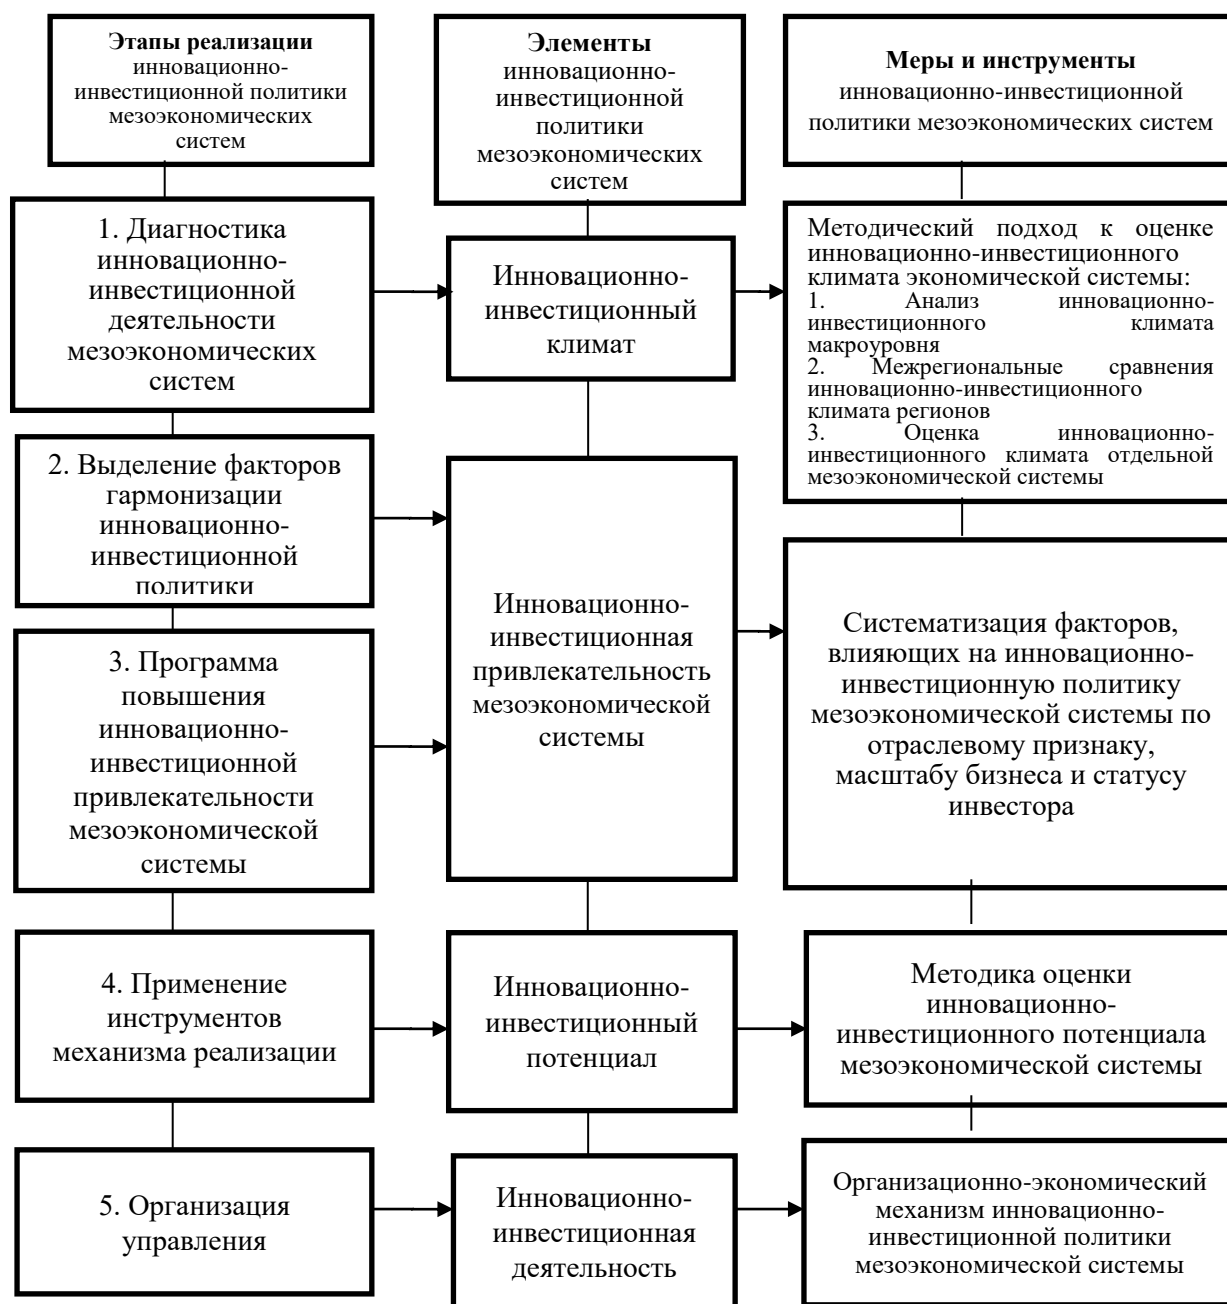 Этапы реализации
инновационно-
инвестиционной политики
мезоэкономических
систем
Элементы
инновационно-
инвестиционной
политики
мезоэкономических
систем
Меры и инструменты
инновационно-инвестиционной
политики мезоэкономических систем
1. Диагностика
инновационно-
инвестиционной
деятельности
мезоэкономических
систем
Инновационно-
инвестиционный
климат
Методический подход к оценке
инновационно-инвестиционного
климата экономической системы:
1. Анализ инновационно-
инвестиционного климата
макроуровня
2. Межрегиональные сравнения
инновационно-инвестиционного
климата регионов
3. Оценка инновационно-
инвестиционного климата отдельной
мезоэкономической системы
2. Выделение факторов
гармонизации
инновационно-
инвестиционной
политики
3. Программа
повышения
инновационно-
инвестиционной
привлекательности
мезоэкономической
системы
Инновационно-
инвестиционная
привлекательность
мезоэкономической
системы
Систематизация факторов,
влияющих на инновационно-
инвестиционную политику
мезоэкономической системы по
отраслевому признаку,
масштабу бизнеса и статусу
инвестора
4. Применение
инструментов
механизма реализации
Инновационно-
инвестиционный
потенциал
Методика оценки
инновационно-
инвестиционного потенциала
мезоэкономической системы
5. Организация
управления
Инновационно-
инвестиционная
деятельность
Организационно-экономический
механизм инновационно-
инвестиционной политики
мезоэкономической системы